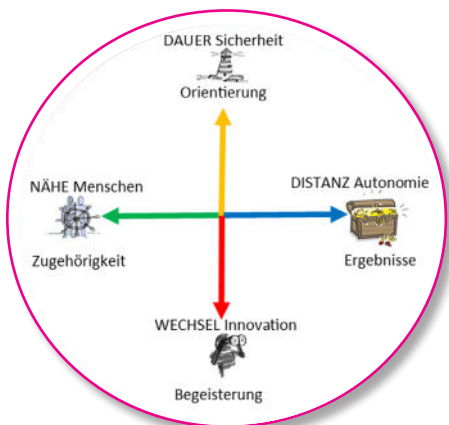 DAUER Sicherheit
Orientierung
NÄHE Menschen
DISTANZ Autonomie
Zugehörigkeit
Ergebnisse
WECHSEL Innovation
Begeisterung